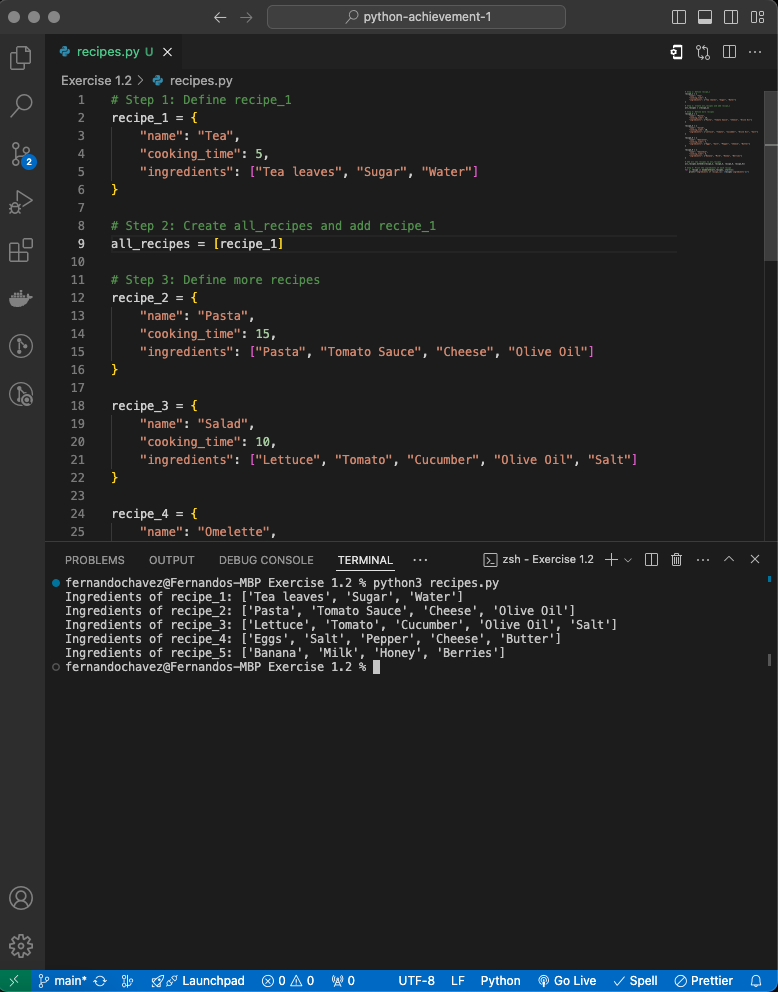 python-achievement-1
recipes.py U
Exercise 1.2 > recipes.py
1 # Step 1: Define recipe_1
2 recipe_1 = {
3 "name": "Tea",
4 "cooking_time": 5,
5 "ingredients": ["Tea leaves", "Sugar", "Water"]
6 }
7
8 # Step 2: Create all_recipes and add recipe_1
9 all_recipes = [recipe_1]
10
11 # Step 3: Define more recipes
12 recipe_2 = {
13 "name": "Pasta",
14 "cooking_time": 15,
15 "ingredients": ["Pasta", "Tomato Sauce", "Cheese", "Olive Oil"]
16 }
17
18 recipe_3 = {
19 "name": "Salad",
20 "cooking_time": 10,
21 "ingredients": ["Lettuce", "Tomato", "Cucumber", "Olive Oil", "Salt"]
22 }
23
24 recipe_4 = {
25 "name": "Omelette",
2
PROBLEMS OUTPUT DEBUG CONSOLE TERMINAL ··· zsh - Exercise 1.2
fernandochavez@Fernandos-MBP Exercise 1.2 % python3 recipes.py
Ingredients of recipe_1: ['Tea leaves', 'Sugar', 'Water']
Ingredients of recipe_2: ['Pasta', 'Tomato Sauce', 'Cheese', 'Olive Oil']
Ingredients of recipe_3: ['Lettuce', 'Tomato', 'Cucumber', 'Olive Oil', 'Salt']
Ingredients of recipe_4: ['Eggs', 'Salt', 'Pepper', 'Cheese', 'Butter']
Ingredients of recipe_5: ['Banana', 'Milk', 'Honey', 'Berries']
fernandochavez@Fernandos-MBP Exercise 1.2 %
main* Launchpad 0 0 0 UTF-8 LF Python Go Live Spell Prettier